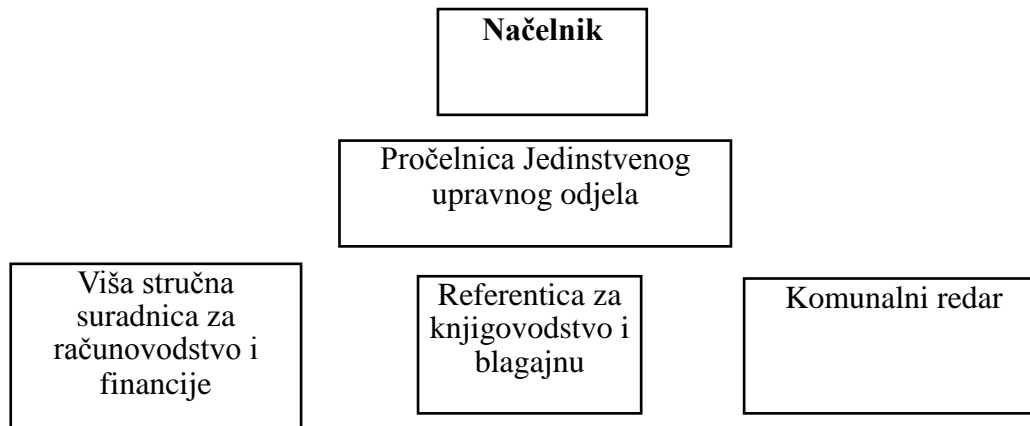 Načelnik
Pročelnica Jedinstvenog
upravnog odjela
Viša stručna
suradnica za
računovodstvo i
financije
Referentica za
knjigovodstvo i
blagajnu
Komunalni redar